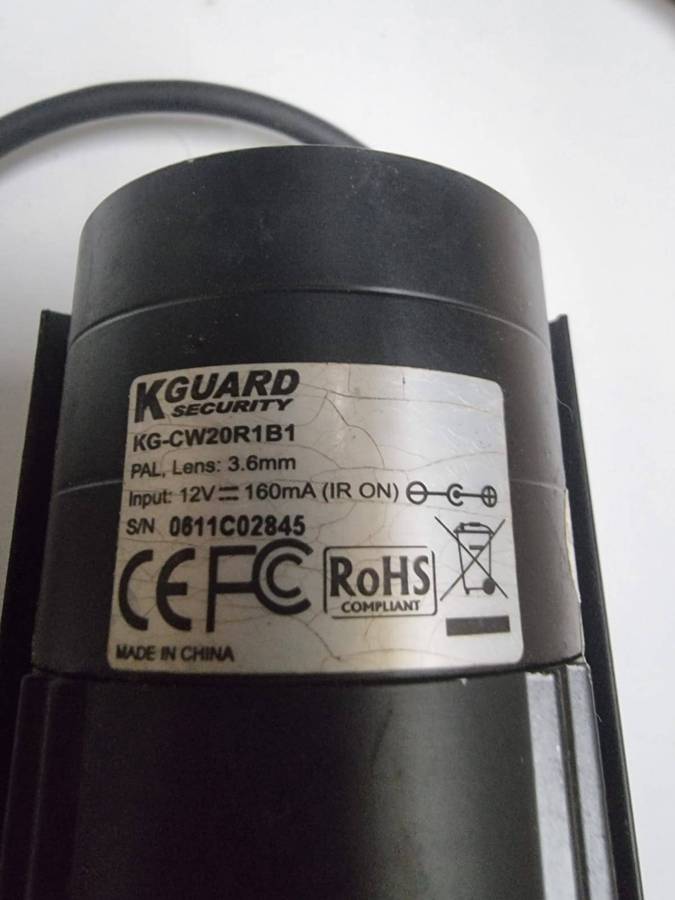 KGUARD
SECURITY
KG-CW20R1B1
PAL, Lens: 3.6mm
Input: 12V⎓160mA (IR ON)
S/N 0611C02845
CE FC RoHS
COMPLIANT
MADE IN CHINA